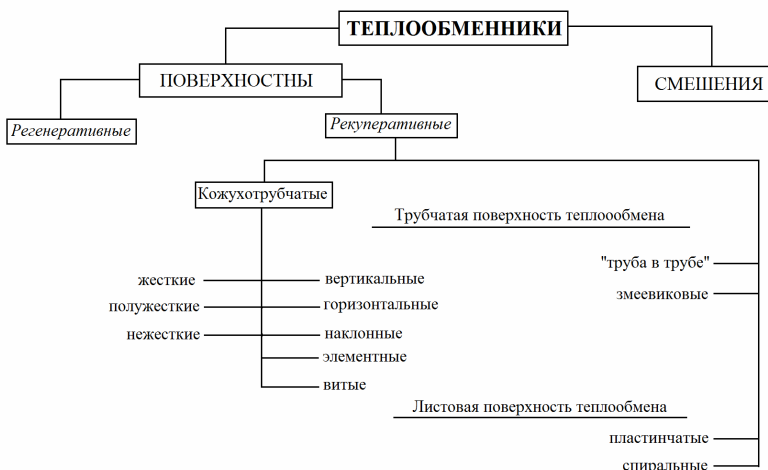 ТЕПЛООБМЕННИКИ
ПОВЕРХНОСТНЫ
СМЕШЕНИЯ
Регенеративные
Рекуперативные
Кожухотрубчатые
Трубчатая поверхность теплоообмена
"труба в трубе"
змеевиковые
жесткие
вертикальные
полужесткие
горизонтальные
нежесткие
наклонные
элементные
витые
Листовая поверхность теплообмена
пластинчатые
спиральные